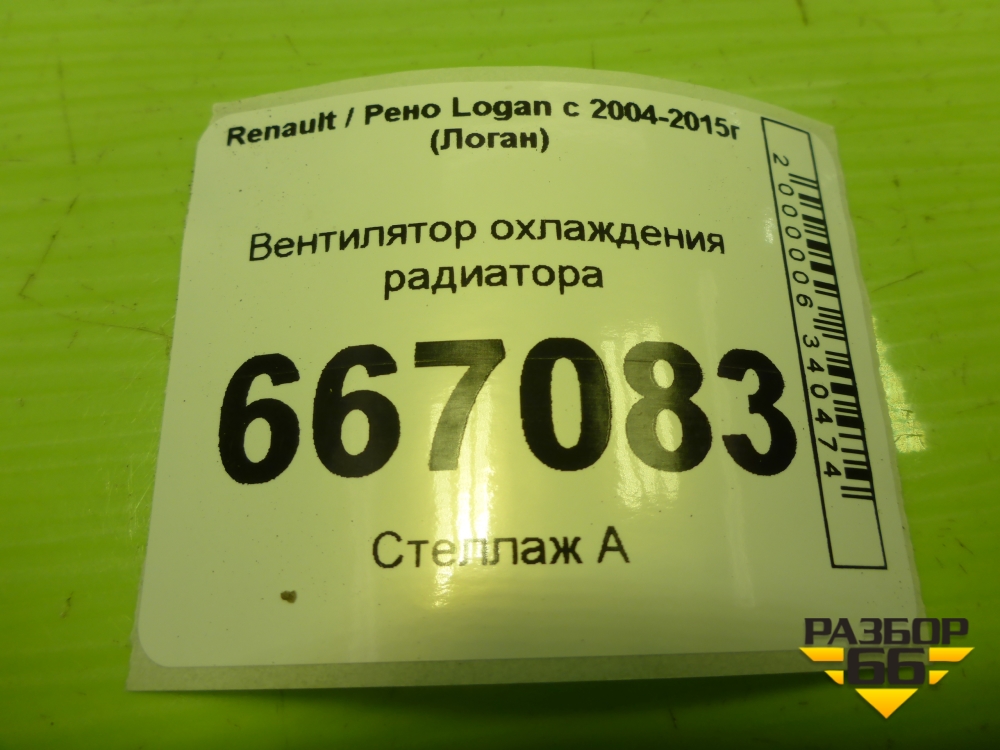 Renault / Рено Logan с 2004-2015г
(Логан)
Вентилятор охлаждения
радиатора
667083
Стеллаж А
2000006340474
РАЗБОР
66